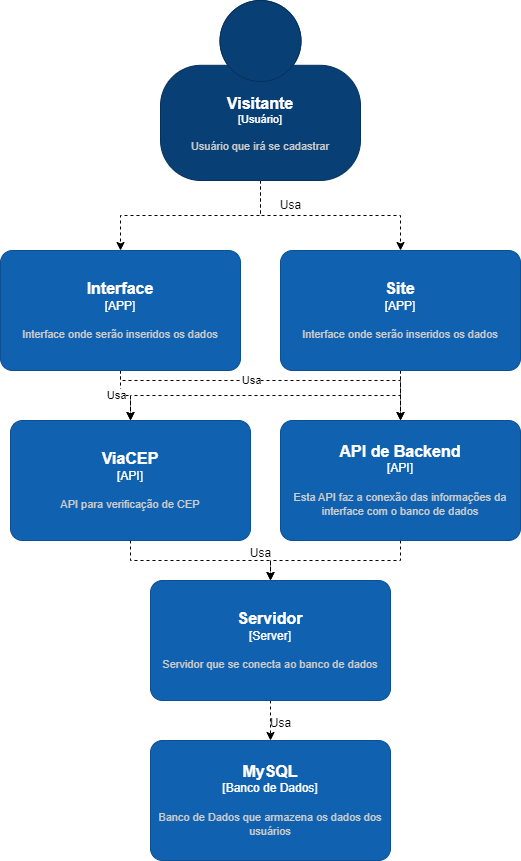 Visitante
[Usuário]
Usuário que irá se cadastrar
Usa
Interface
[APP]
Interface onde serão inseridos os dados
Site
[APP]
Interface onde serão inseridos os dados
Usa
Usa
ViaCEP
[API]
API para verificação de CEP
API de Backend
[API]
Esta API faz a conexão das informações da
interface com o banco de dados
Usa
Servidor
[Server]
Servidor que se conecta ao banco de dados
Usa
MySQL
[Banco de Dados]
Banco de Dados que armazena os dados dos
usuários